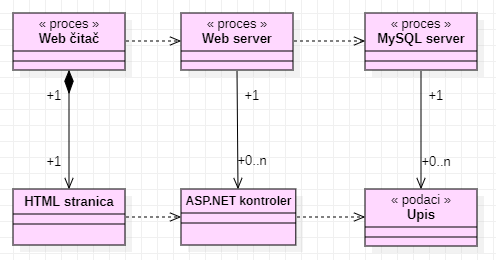 « proces »
Web čitač
« proces »
Web server
« proces »
MySQL server
+1
+1
+1
+1
+0..n
+0..n
HTML stranica
ASP.NET kontroler
« podaci »
Upis